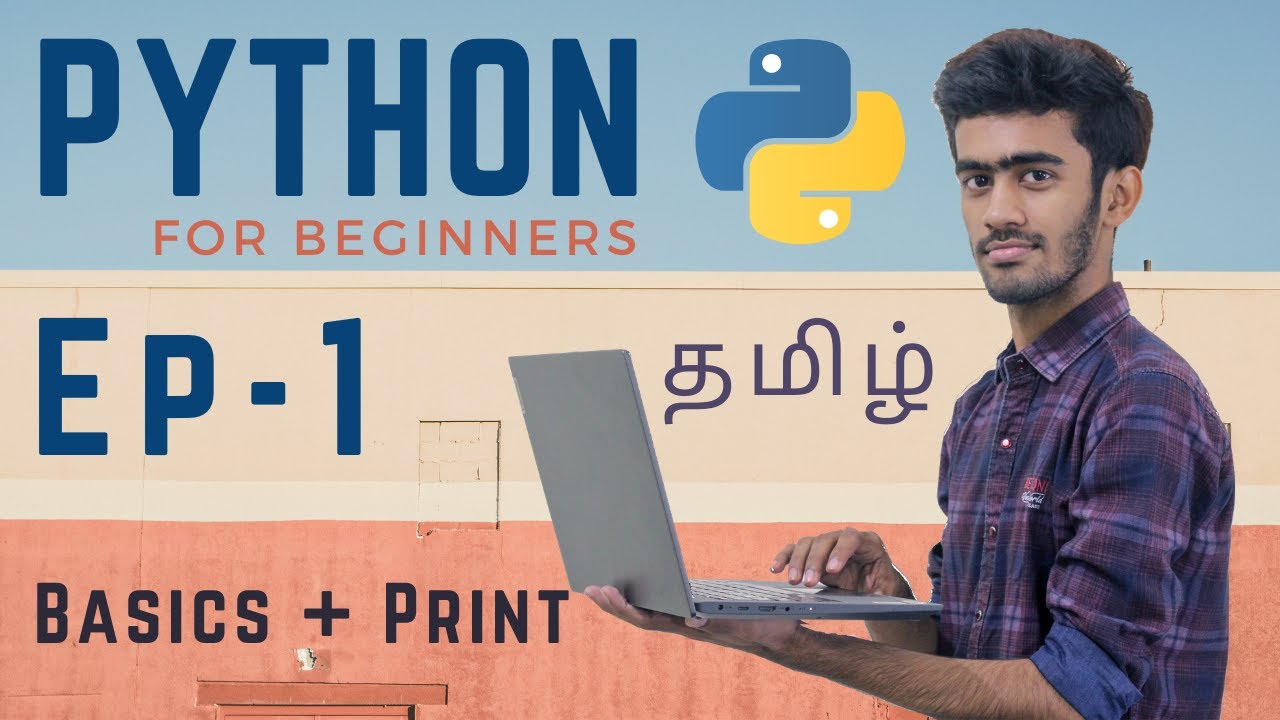 PYTHON
FOR BEGINNERS
EP-1
தமிழ்
BASICS + PRINT